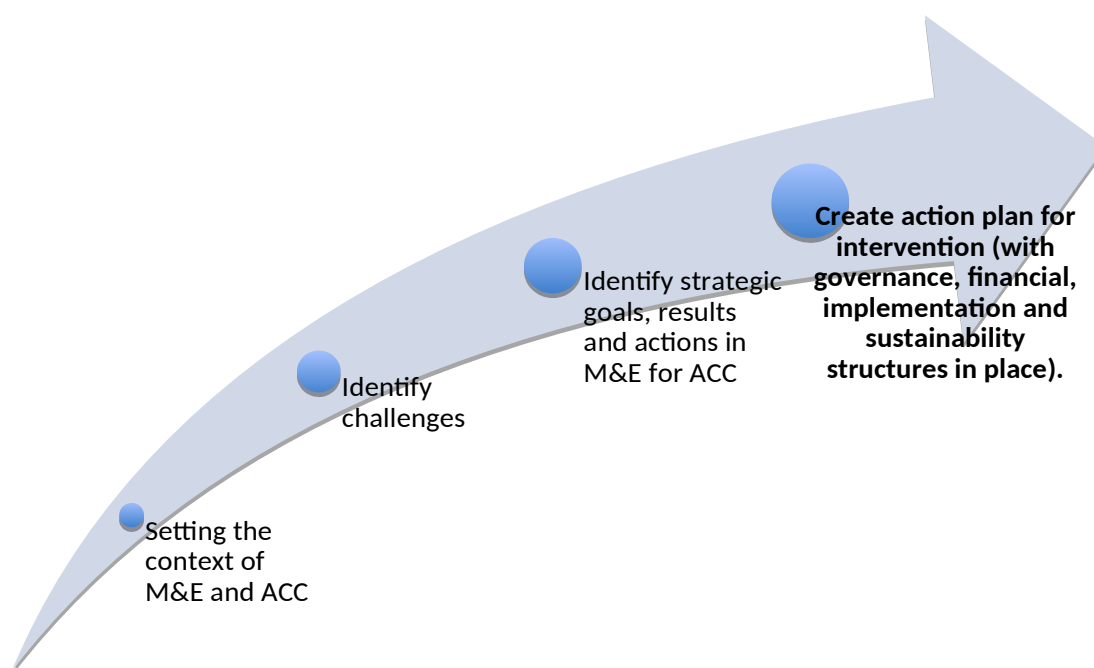 Setting the
context of
M&E and ACC
Identify
challenges
Identify strategic
goals, results
and actions in
M&E for ACC
Create action plan for
intervention (with
governance, financial,
implementation and
sustainability
structures in place).